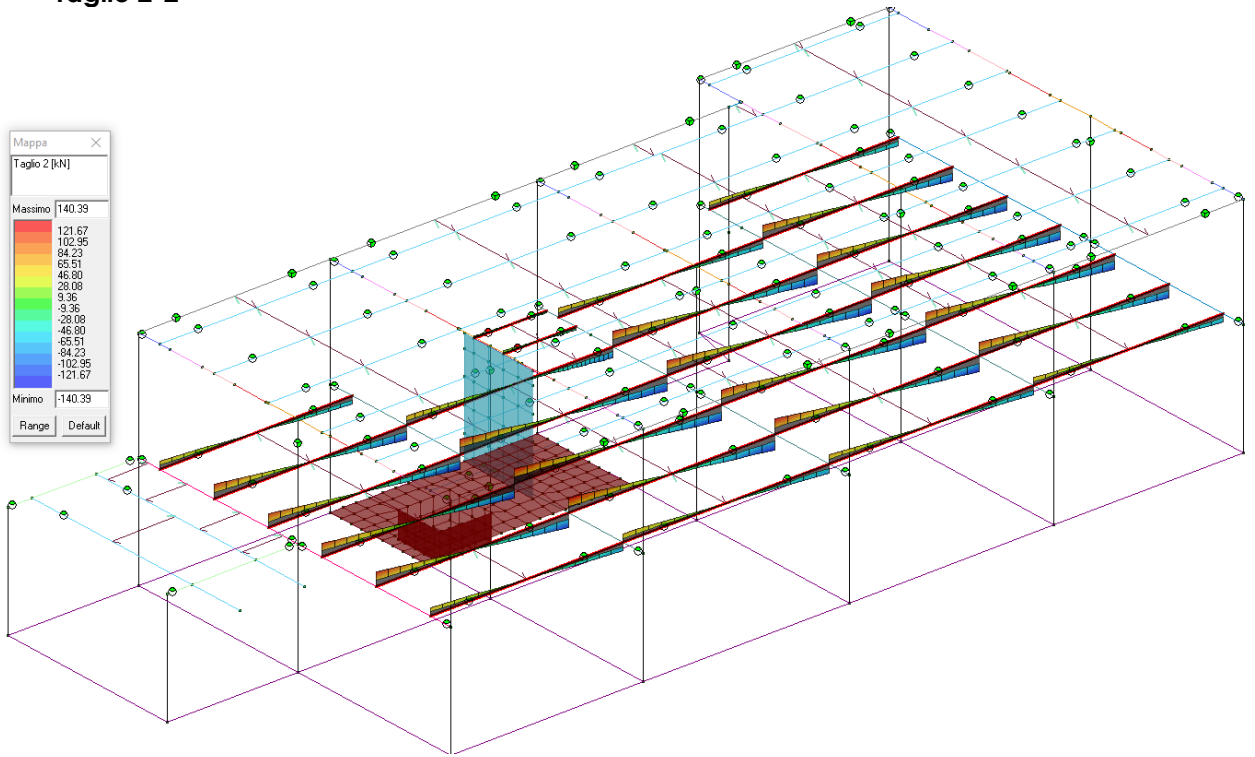 Taglio 2-2
Mappa
Taglio 2 [kN]
Massimo 140.39
121.67
102.95
84.23
65.51
46.80
28.08
9.36
-9.36
-28.08
-46.80
-65.51
-84.23
-102.95
-121.67
Minimo -140.39
Range Default